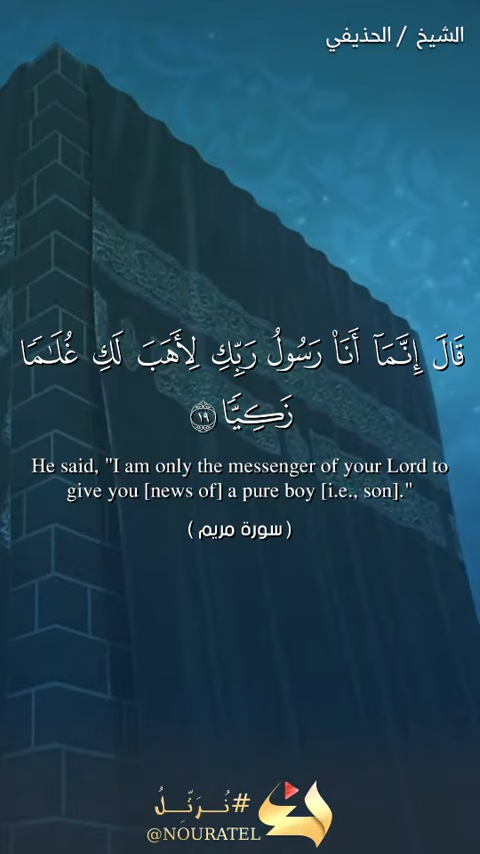 الشيخ / الحذيفي
قَالَ إِنَّمَآ أَنَا۠ رَسُولُ رَبِّكِ لِأَهَبَ لَكِ غُلَـٰمًا
زَكِيًّا ١٩
He said, "I am only the messenger of your Lord to
give you [news of] a pure boy [i.e., son]."
( سورة مريم )
#نُـرَتِّـلُ
@NOURATEL